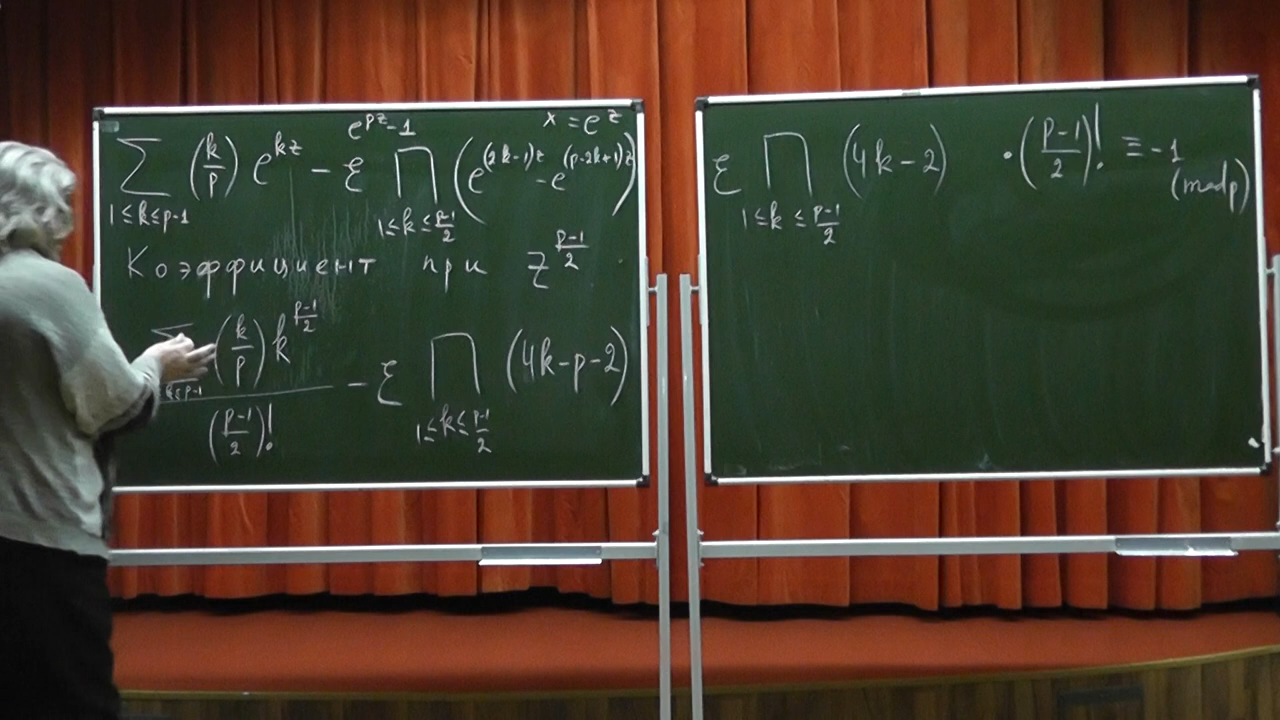 e^{pz}-1 x = e^z
∑_{1≤k≤p-1} (k/p) e^{kz} - ε ∏_{1≤k≤(p-1)/2} (e^{(2k-1)z} - e^{(p-2k+1)z})
Коэффициент при z^{(p-1)/2}
∑ (k/p) k^{(p-1)/2} / ((p-1)/2)! - ε ∏_{1≤k≤(p-1)/2} (4k-p-2)
ε ∏_{1≤k≤(p-1)/2} (4k-2) · ((p-1)/2)! ≡ -1 (mod p)